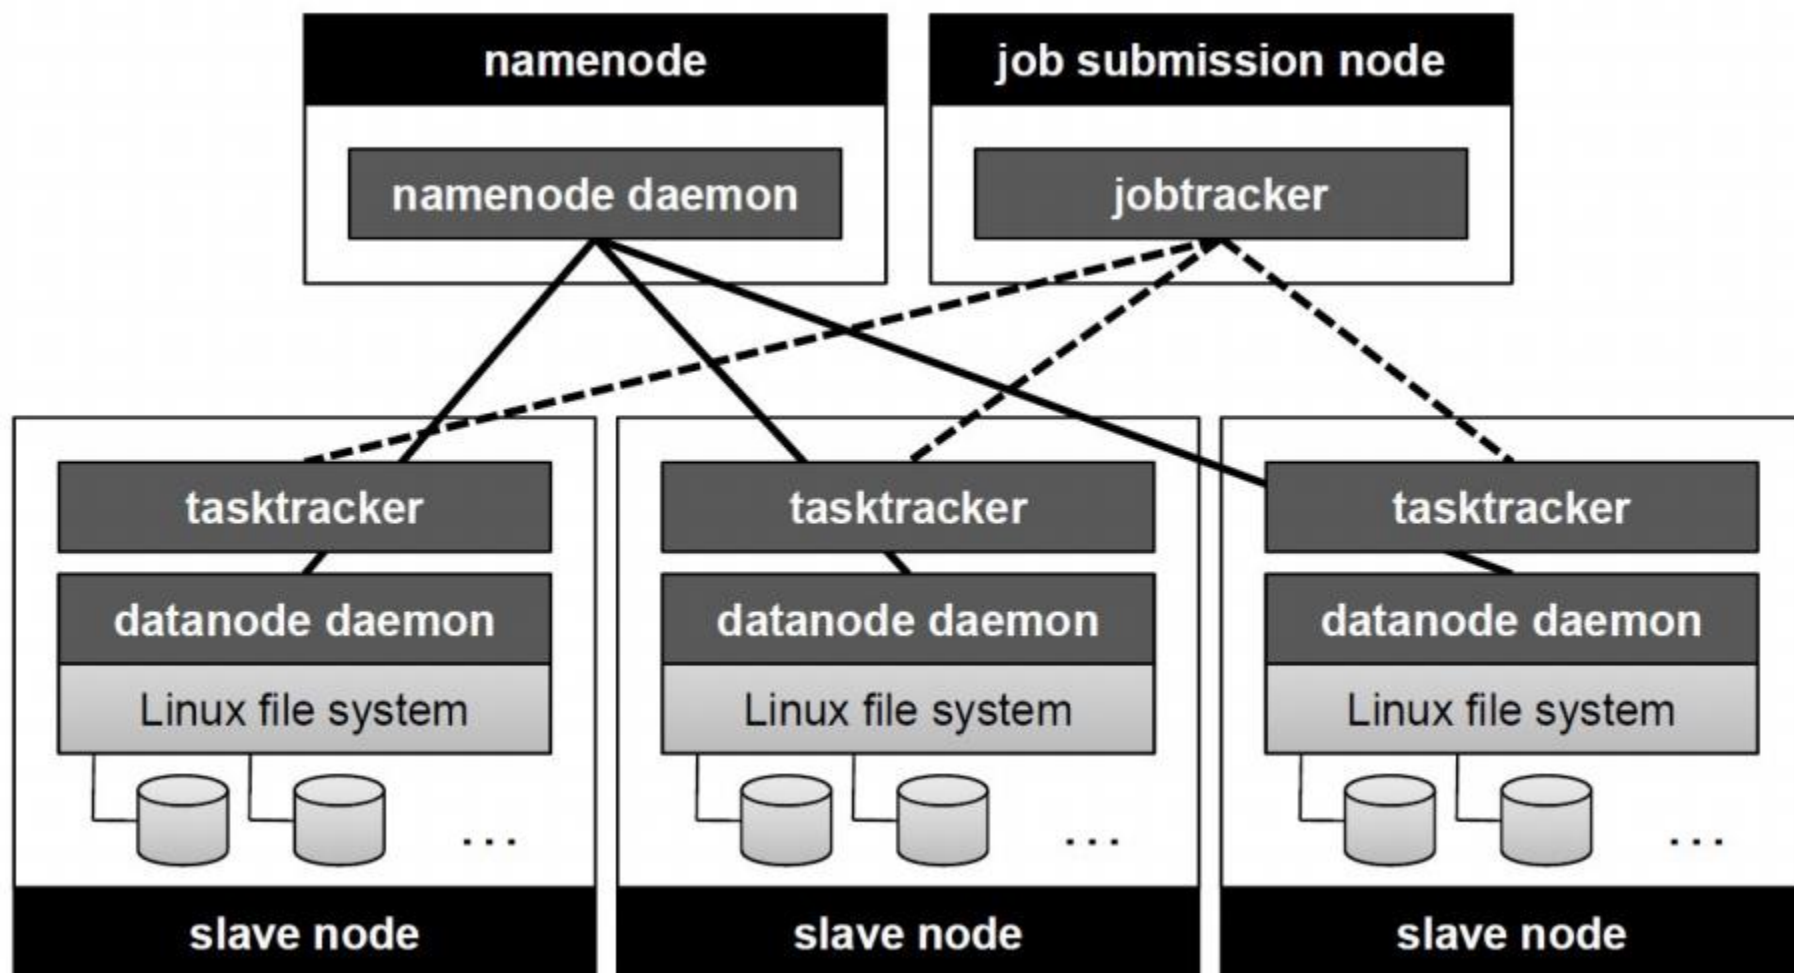 namenode
job submission node
namenode daemon
jobtracker
tasktracker
tasktracker
tasktracker
datanode daemon
datanode daemon
datanode daemon
Linux file system
Linux file system
Linux file system
...
...
...
slave node
slave node
slave node